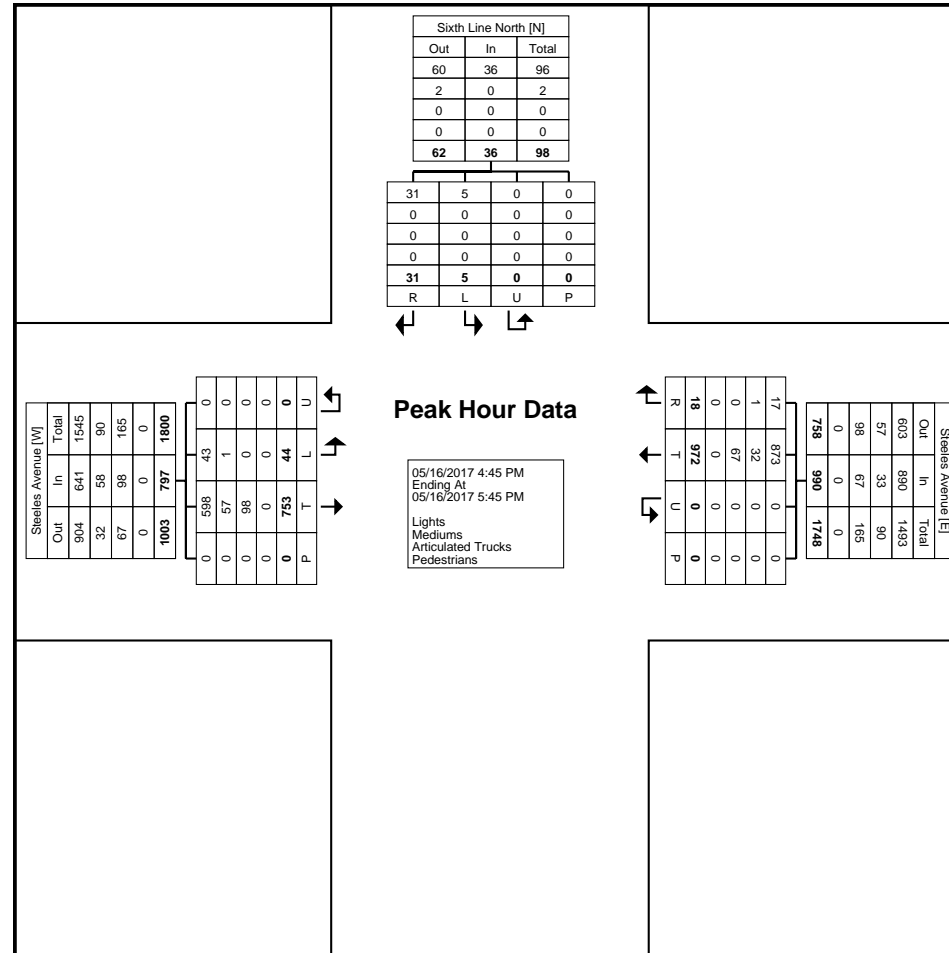 Sixth Line North [N]
Out In Total
60 36 96
2 0 2
0 0 0
0 0 0
62 36 98
31 5 0 0
0 0 0 0
0 0 0 0
0 0 0 0
31 5 0 0
R L U P
Steeles Avenue [W]
Total 1545 90 165 0 1800
In 641 58 98 0 797
Out 904 32 67 0 1003
0 0 0 0 0 U
43 1 0 0 44 L
598 57 98 0 753 T
0 0 0 0 0 P
Peak Hour Data
05/16/2017 4:45 PM
Ending At
05/16/2017 5:45 PM
Lights
Mediums
Articulated Trucks
Pedestrians
R 18 0 0 1 17
T 972 0 67 32 873
U 0 0 0 0 0
P 0 0 0 0 0
Steeles Avenue [E]
Out In Total
603 890 1493
57 33 90
98 67 165
0 0 0
758 990 1748